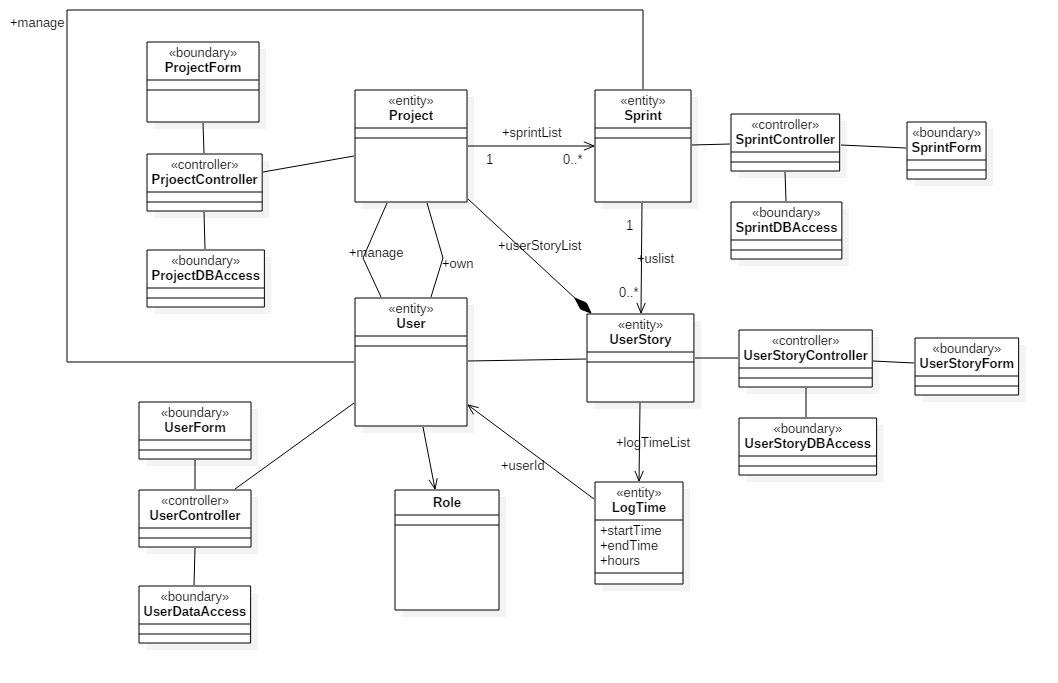 +manage
«boundary»
ProjectForm
«entity»
Project
«entity»
Sprint
+sprintList
1
0..*
«controller»
SprintController
«boundary»
SprintForm
«controller»
PrjoectController
«boundary»
SprintDBAccess
«boundary»
ProjectDBAccess
+manage
+own
+userStoryList
1
+uslist
0..*
«entity»
User
«entity»
UserStory
«controller»
UserStoryController
«boundary»
UserStoryForm
«boundary»
UserForm
«boundary»
UserStoryDBAccess
+logTimeList
+userId
«controller»
UserController
Role
«entity»
LogTime
+startTime
+endTime
+hours
«boundary»
UserDataAccess